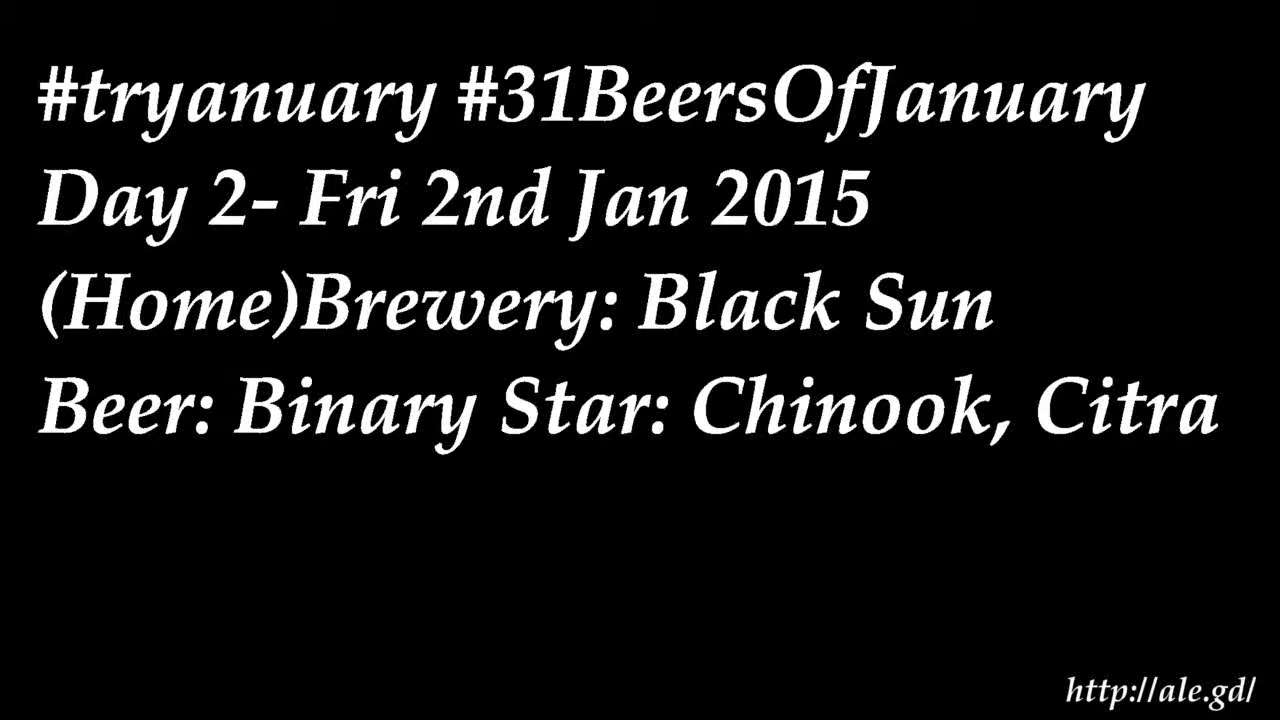 #tryanuary #31BeersOfJanuary
Day 2- Fri 2nd Jan 2015
(Home)Brewery: Black Sun
Beer: Binary Star: Chinook, Citra
http://ale.gd/